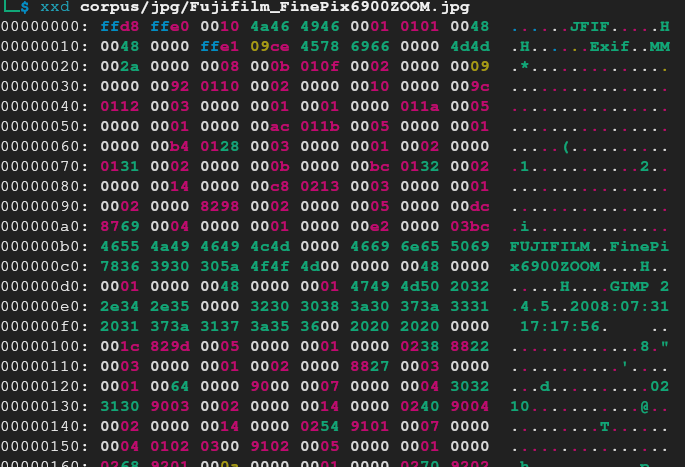 $ xxd corpus/jpg/Fujifilm_FinePix6900ZOOM.jpg
00000000: ffd8 ffe0 0010 4a46 4946 0001 0101 0048 ......JFIF.....H
00000010: 0048 0000 ffe1 09ce 4578 6966 0000 4d4d .H......Exif..MM
00000020: 002a 0000 0008 000b 010f 0002 0000 0009 .*..............
00000030: 0000 0092 0110 0002 0000 0010 0000 009c ................
00000040: 0112 0003 0000 0001 0001 0000 011a 0005 ................
00000050: 0000 0001 0000 00ac 011b 0005 0000 0001 ................
00000060: 0000 00b4 0128 0003 0000 0001 0002 0000 .....(..........
00000070: 0131 0002 0000 000b 0000 00bc 0132 0002 .1...........2..
00000080: 0000 0014 0000 00c8 0213 0003 0000 0001 ................
00000090: 0002 0000 8298 0002 0000 0005 0000 00dc ................
000000a0: 8769 0004 0000 0001 0000 00e2 0000 03bc .i..............
000000b0: 4655 4a49 4649 4c4d 0000 4669 6e65 5069 FUJIFILM..FinePi
000000c0: 7836 3930 305a 4f4f 4d00 0000 0048 0000 x6900ZOOM....H..
000000d0: 0001 0000 0048 0000 0001 4749 4d50 2032 .....H....GIMP 2
000000e0: 2e34 2e35 0000 3230 3038 3a30 373a 3331 .4.5..2008:07:31
000000f0: 2031 373a 3137 3a35 3600 2020 2020 0000  17:17:56.    ..
00000100: 001c 829d 0005 0000 0001 0000 0238 8822 .............8."
00000110: 0003 0000 0001 0002 0000 8827 0003 0000 ...........'....
00000120: 0001 0064 0000 9000 0007 0000 0004 3032 ...d..........02
00000130: 3130 9003 0002 0000 0014 0000 0240 9004 10...........@..
00000140: 0002 0000 0014 0000 0254 9101 0007 0000 .........T......
00000150: 0004 0102 0300 9102 0005 0000 0001 0000 ................
00000160: 0268 9201 000a 0000 0001 0000 0270 9202 .h...........p..